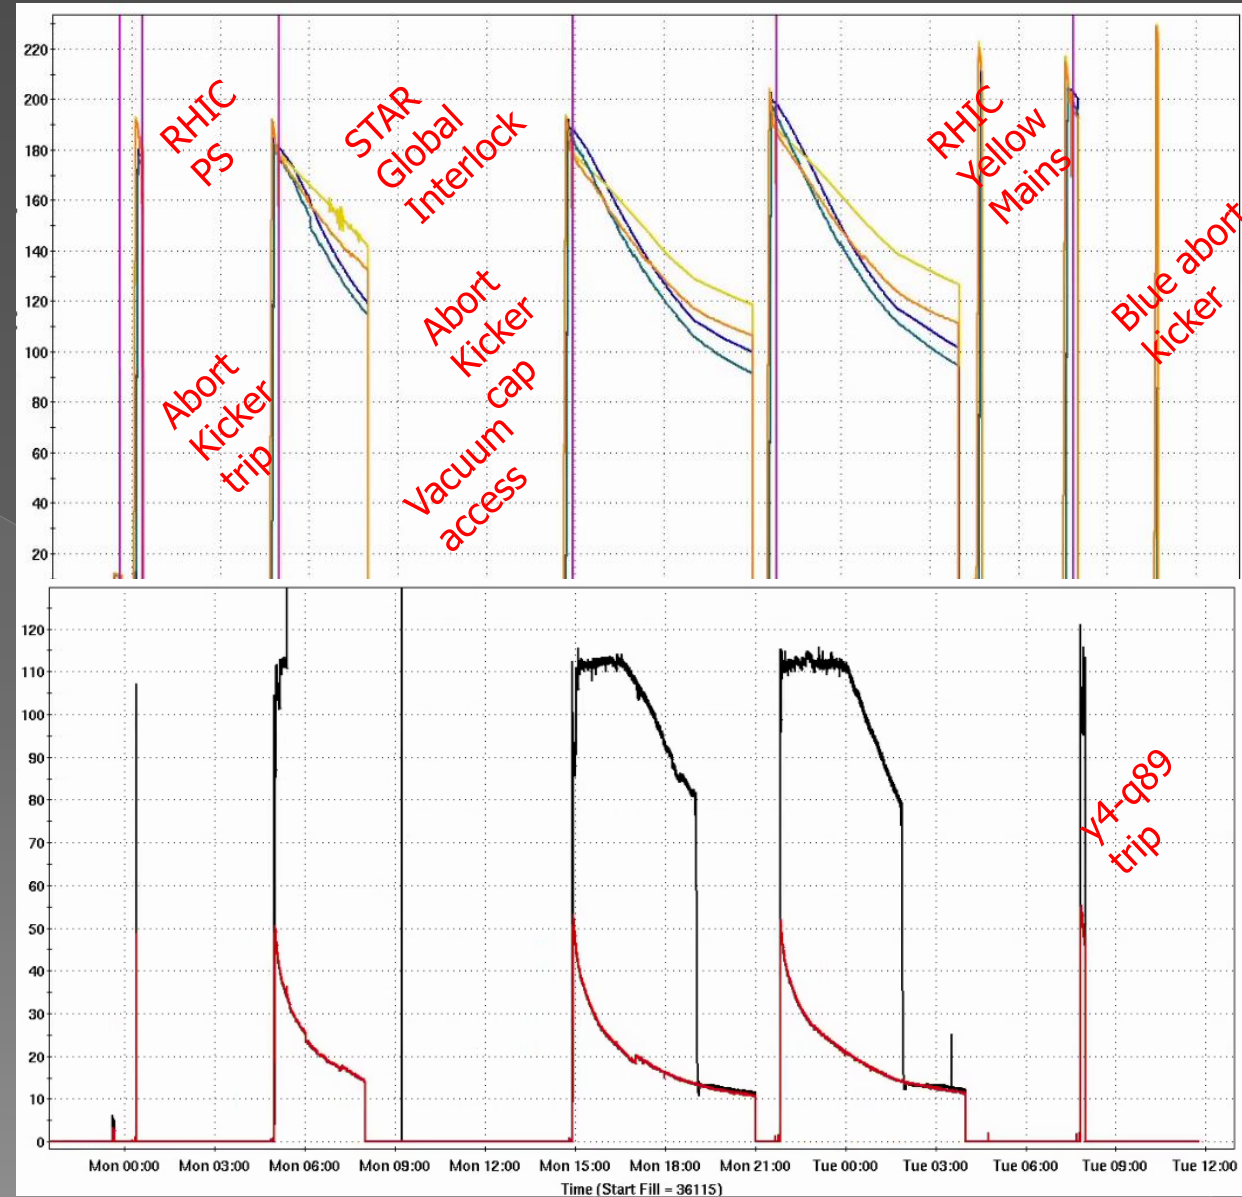 220
200
180
160
140
120
100
80
60
40
20
RHIC
PS
STAR
Global
Interlock
RHIC
Yellow
Mains
Abort
Kicker
trip
Abort
Kicker
cap
Vacuum
access
Blue abort
kicker
120
110
100
90
80
70
60
50
40
30
20
10
0
y4-q89
trip
Mon 00:00 Mon 03:00 Mon 06:00 Mon 09:00 Mon 12:00 Mon 15:00 Mon 18:00 Mon 21:00 Tue 00:00 Tue 03:00 Tue 06:00 Tue 09:00 Tue 12:00
Time (Start Fill = 36115)